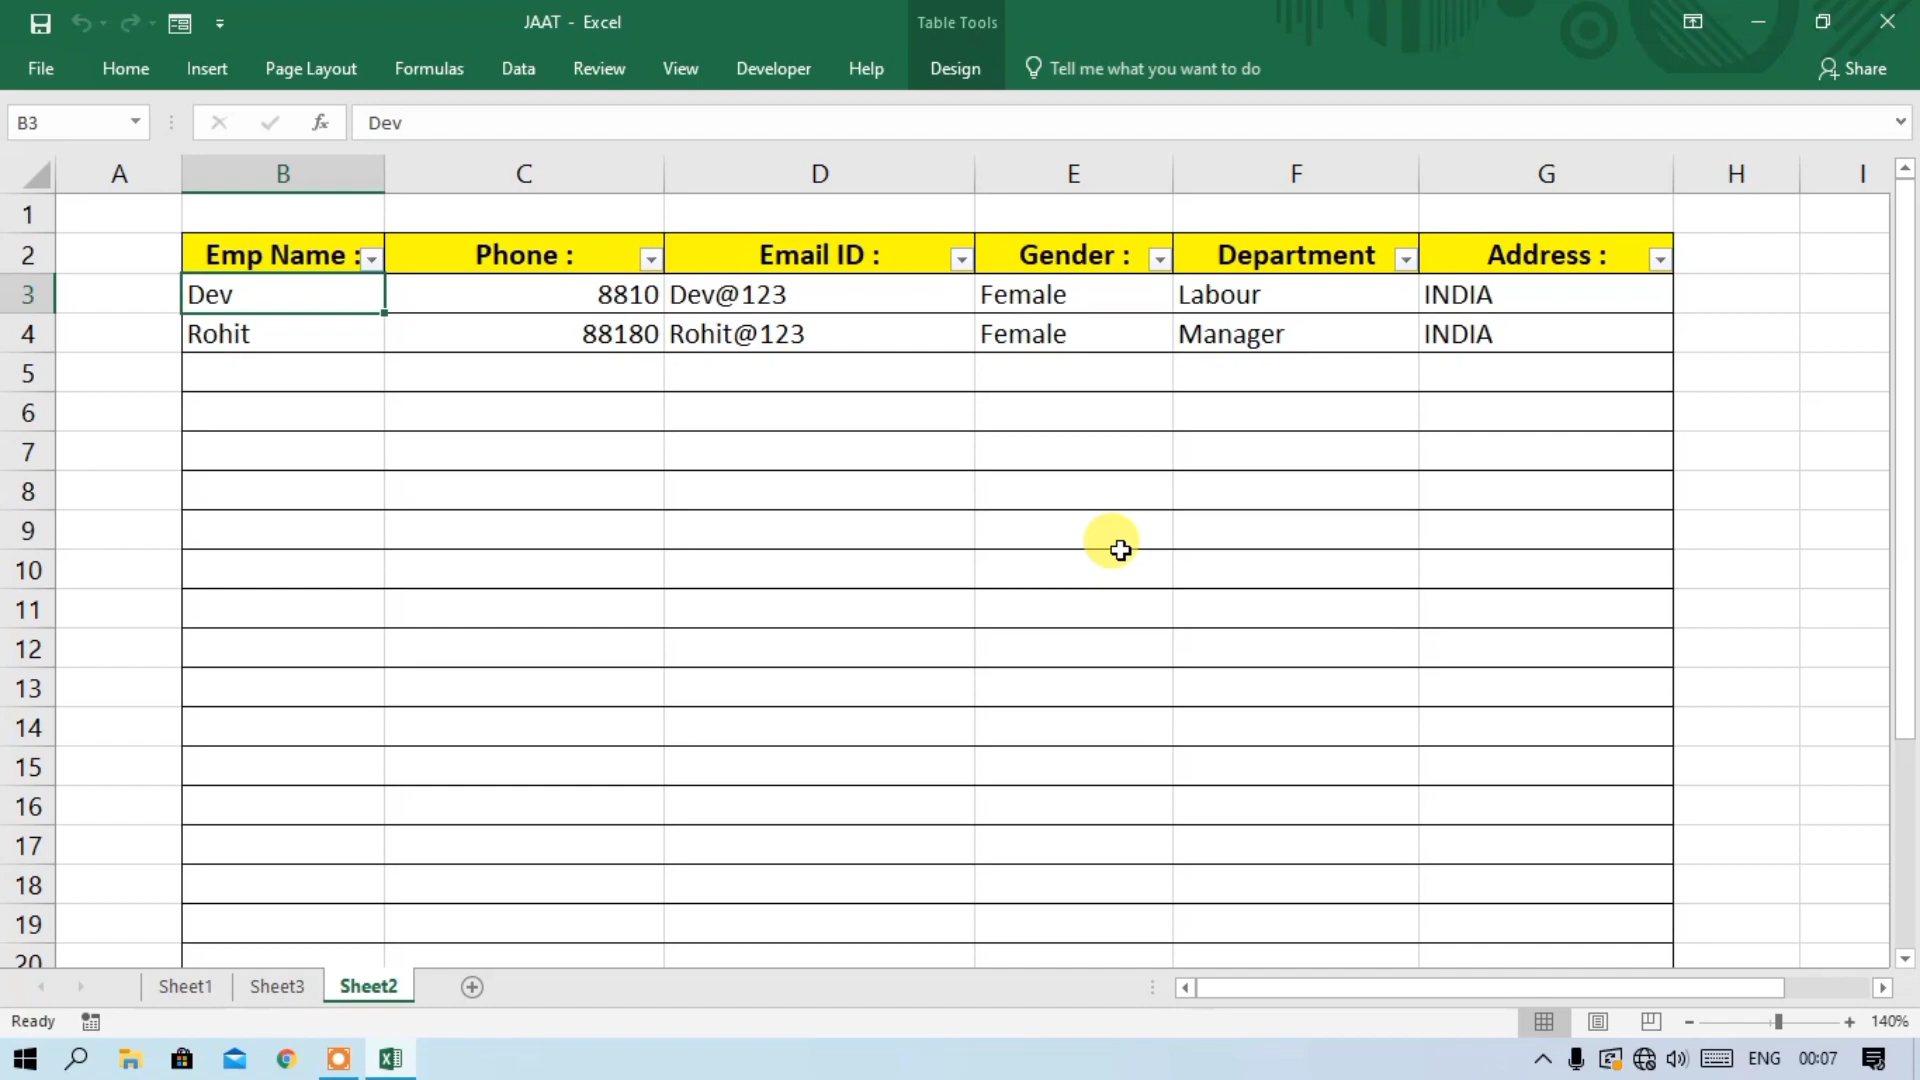 JAAT - Excel
Table Tools
File Home Insert Page Layout Formulas Data Review View Developer Help Design Tell me what you want to do Share
B3 fx Dev
A B C D E F G H I
1
2 Emp Name : Phone : Email ID : Gender : Department Address :
3 Dev 8810 Dev@123 Female Labour INDIA
4 Rohit 88180 Rohit@123 Female Manager INDIA
5
6
7
8
9
10
11
12
13
14
15
16
17
18
19
20
Sheet1 Sheet3 Sheet2
Ready 140%
ENG 00:07